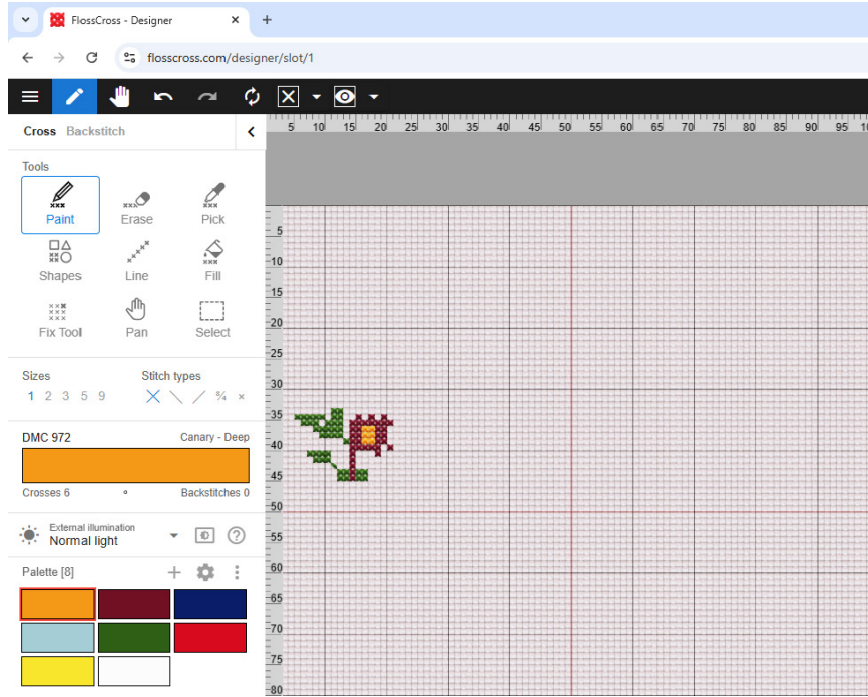 FlossCross - Designer
flosscross.com/designer/slot/1
Cross Backstitch
5 10 15 20 25 30 35 40 45 50 55 60 65 70 75 80 85 90 95
Tools
Paint Erase Pick
Shapes Line Fill
Fix Tool Pan Select
Sizes Stitch types
1 2 3 5 9
DMC 972 Canary - Deep
Crosses 6 Backstitches 0
External illumination
Normal light
Palette [8]
5
10
15
20
25
30
35
40
45
50
55
60
65
70
75
80